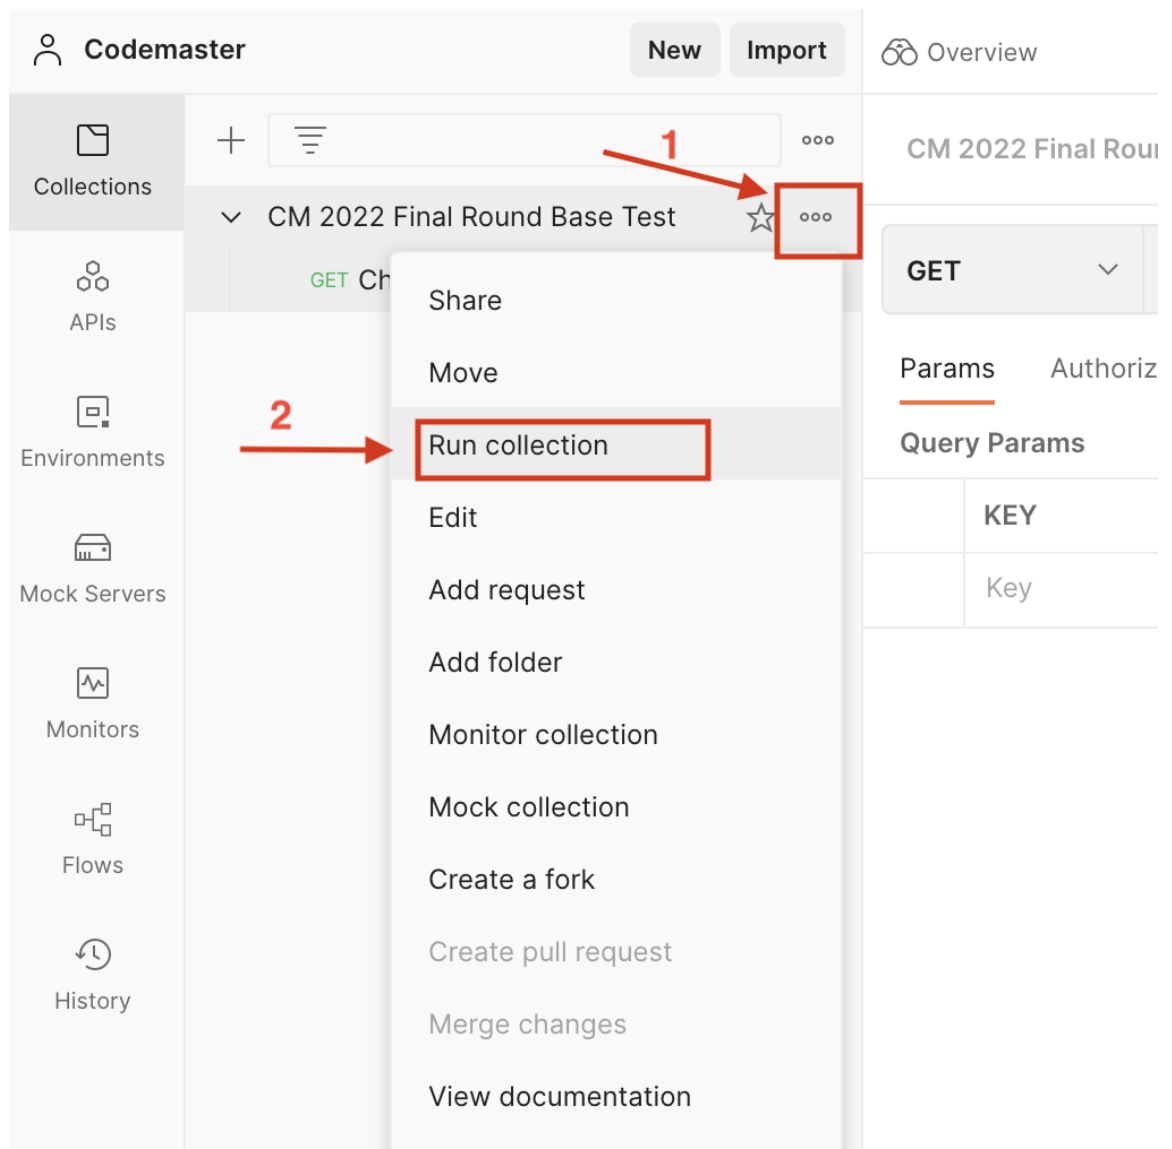 Codemaster
New
Import
Overview
Collections
1
CM 2022 Final Round Base Test
GET Ch
Share
Move
2
Run collection
Edit
Add request
Add folder
Monitor collection
Mock collection
Create a fork
Create pull request
Merge changes
View documentation
APIs
Environments
Mock Servers
Monitors
Flows
History
CM 2022 Final Rour
GET
Params
Authoriz
Query Params
KEY
Key